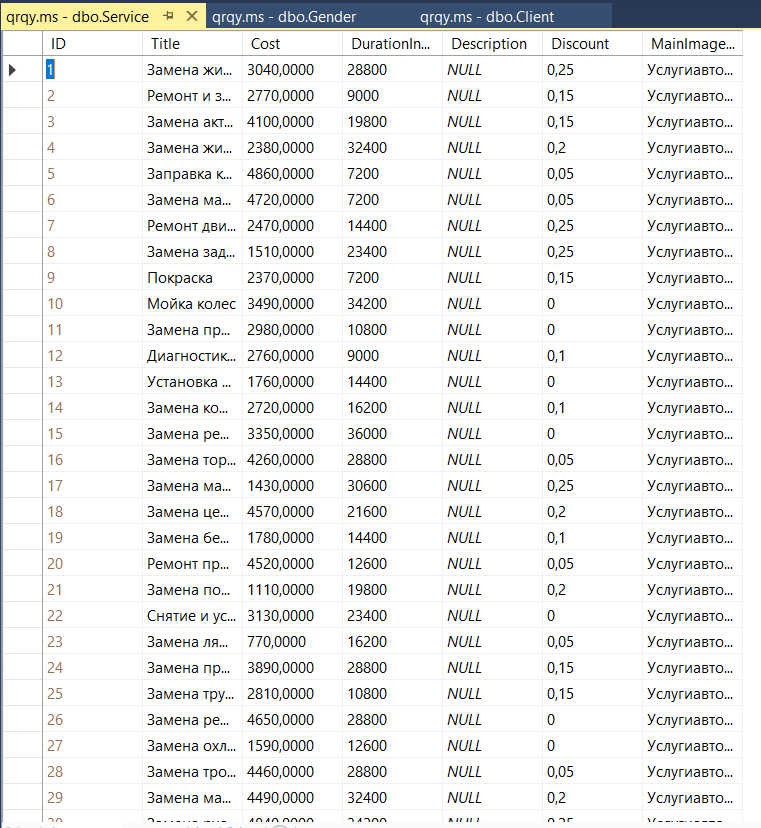 qrqy.ms - dbo.Service qrqy.ms - dbo.Gender qrqy.ms - dbo.Client
ID Title Cost DurationIn... Description Discount MainImage...
1 Замена жи... 3040,0000 28800 NULL 0,25 Услугиавто...
2 Ремонт и з... 2770,0000 9000 NULL 0,15 Услугиавто...
3 Замена акт... 4100,0000 19800 NULL 0,15 Услугиавто...
4 Замена жи... 2380,0000 32400 NULL 0,2 Услугиавто...
5 Заправка к... 4860,0000 7200 NULL 0,05 Услугиавто...
6 Замена ма... 4720,0000 7200 NULL 0,05 Услугиавто...
7 Ремонт дви... 2470,0000 14400 NULL 0,25 Услугиавто...
8 Замена зад... 1510,0000 23400 NULL 0,25 Услугиавто...
9 Покраска 2370,0000 7200 NULL 0,15 Услугиавто...
10 Мойка колес 3490,0000 34200 NULL 0 Услугиавто...
11 Замена пр... 2980,0000 10800 NULL 0 Услугиавто...
12 Диагностик... 2760,0000 9000 NULL 0,1 Услугиавто...
13 Установка ... 1760,0000 14400 NULL 0 Услугиавто...
14 Замена ко... 2720,0000 16200 NULL 0,1 Услугиавто...
15 Замена ре... 3350,0000 36000 NULL 0 Услугиавто...
16 Замена тор... 4260,0000 28800 NULL 0,05 Услугиавто...
17 Замена ма... 1430,0000 30600 NULL 0,25 Услугиавто...
18 Замена це... 4570,0000 21600 NULL 0,2 Услугиавто...
19 Замена бе... 1780,0000 14400 NULL 0,1 Услугиавто...
20 Ремонт пр... 4520,0000 12600 NULL 0,05 Услугиавто...
21 Замена по... 1110,0000 19800 NULL 0,2 Услугиавто...
22 Снятие и ус... 3130,0000 23400 NULL 0 Услугиавто...
23 Замена ля... 770,0000 16200 NULL 0,05 Услугиавто...
24 Замена пр... 3890,0000 28800 NULL 0,15 Услугиавто...
25 Замена тру... 2810,0000 10800 NULL 0,15 Услугиавто...
26 Замена ре... 4650,0000 28800 NULL 0 Услугиавто...
27 Замена охл... 1590,0000 12600 NULL 0 Услугиавто...
28 Замена тро... 4460,0000 28800 NULL 0,05 Услугиавто...
29 Замена ма... 4490,0000 32400 NULL 0,2 Услугиавто...